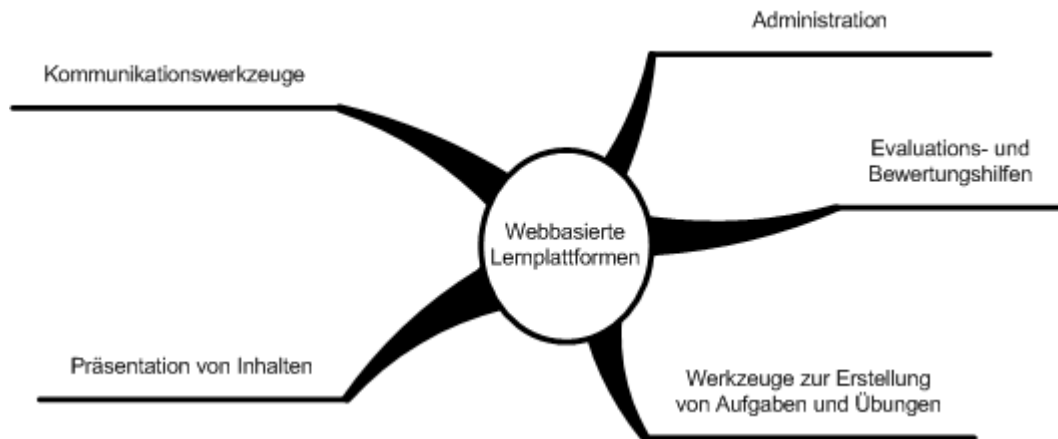 Administration
Kommunikationswerkzeuge
Evaluations- und
Bewertungshilfen
Webbasierte
Lernplattformen
Präsentation von Inhalten
Werkzeuge zur Erstellung
von Aufgaben und Übungen